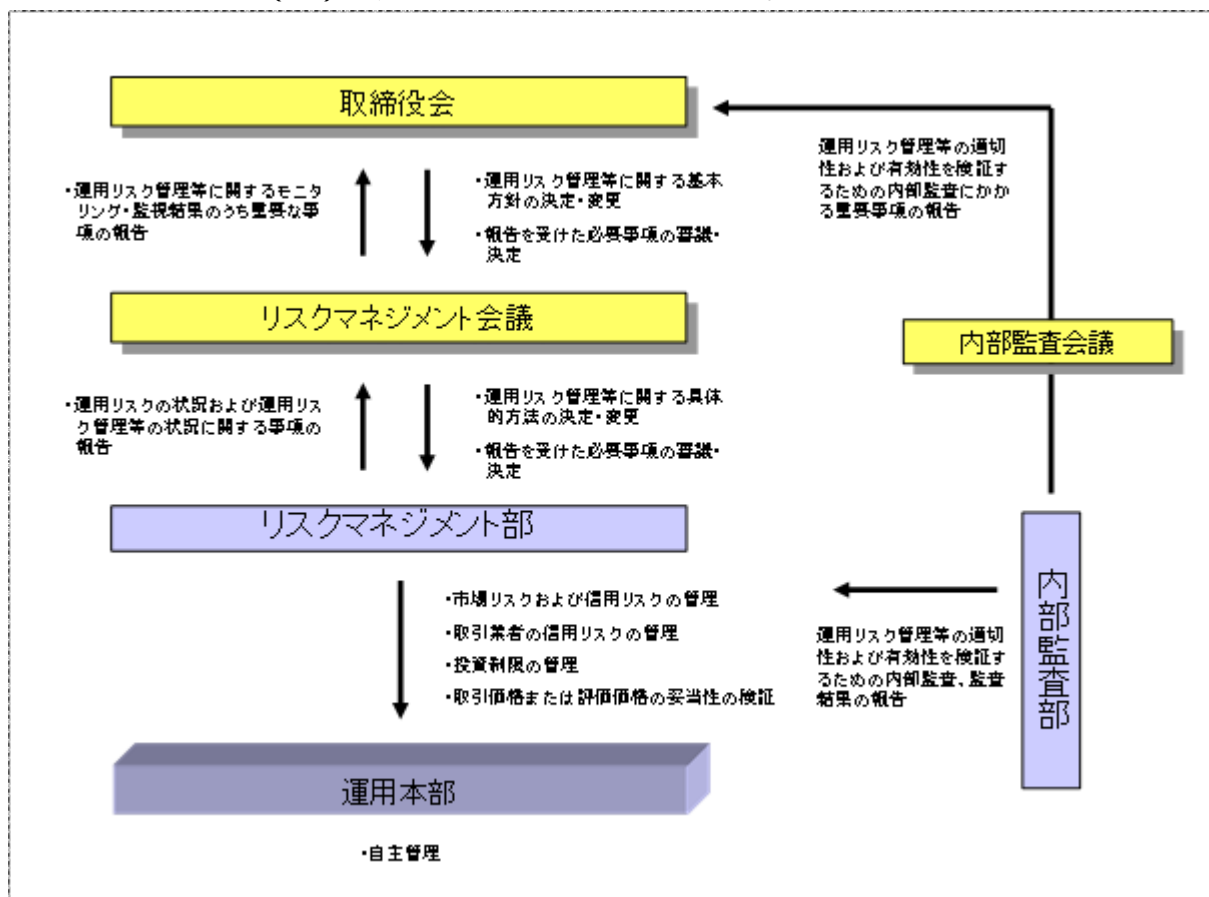 取締役会
・運用リスク管理等に関するモニ
タリング・監視結果のうち重要な事
項の報告
・運用リスク管理等に関する基本
方針の決定・変更
・報告を受けた必要事項の審議・
決定
運用リスク管理等の適切
性および有効性を検証す
るための内部監査にかか
る重要事項の報告
リスクマネジメント会議
内部監査会議
・運用リスクの状況および運用リス
ク管理等の状況に関する事項の
報告
・運用リスク管理等に関する具体
的方法の決定・変更
・報告を受けた必要事項の審議・
決定
リスクマネジメント部
内部監査部
・市場リスクおよび信用リスクの管理
・取引業者の信用リスクの管理
・投資制限の管理
・取引価格または評価価格の妥当性の検証
運用リスク管理等の適切
性および有効性を検証す
るための内部監査、監査
結果の報告
運用本部
・自主管理